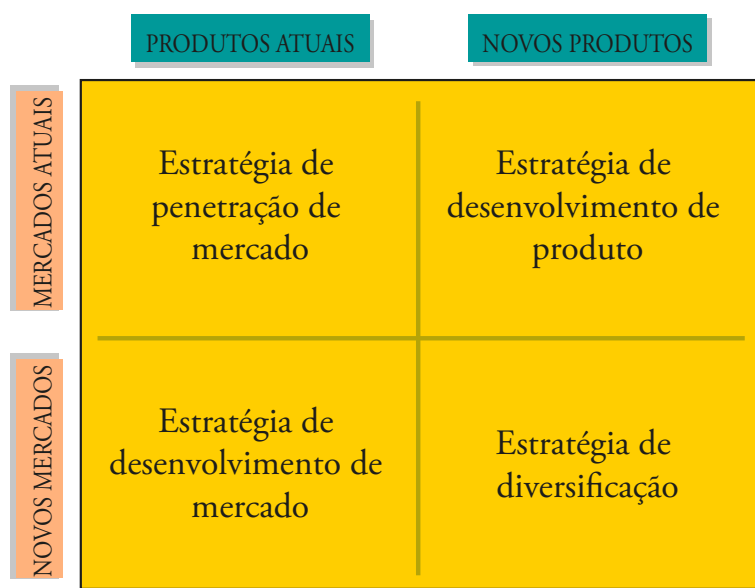 PRODUTOS ATUAIS
NOVOS PRODUTOS
MERCADOS ATUAIS
Estratégia de
penetração de
mercado
Estratégia de
desenvolvimento de
produto
NOVOS MERCADOS
Estratégia de
desenvolvimento de
mercado
Estratégia de
diversificação